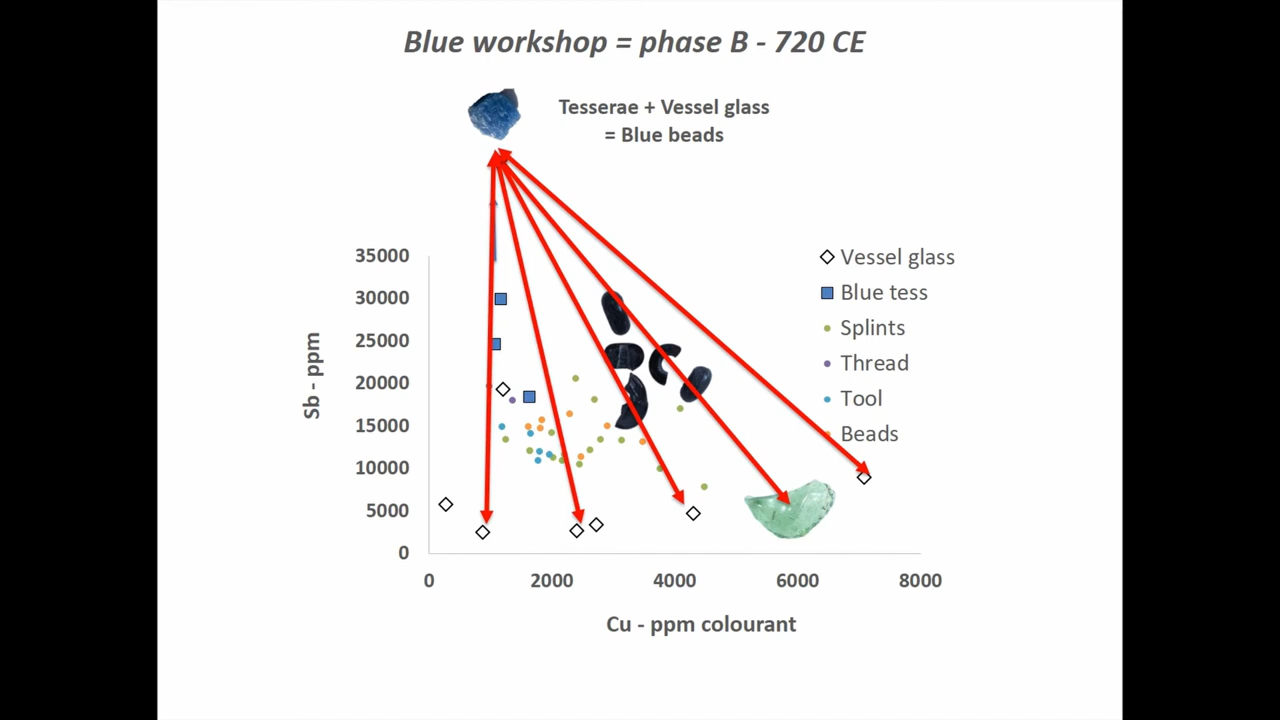 Blue workshop = phase B - 720 CE
Tesserae + Vessel glass
= Blue beads
35000
30000
25000
20000
15000
10000
5000
0
Sb - ppm
0 2000 4000 6000 8000
Cu - ppm colourant
Vessel glass
Blue tess
Splints
Thread
Tool
Beads